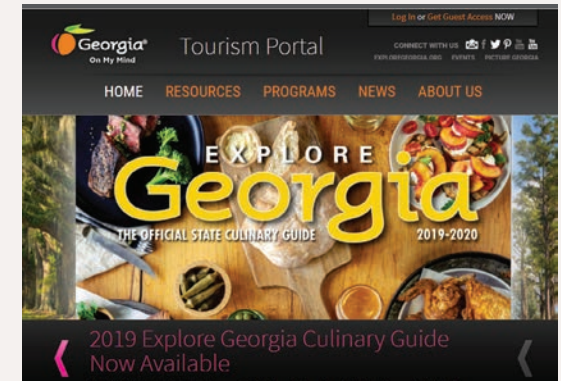 Log In or Get Guest Access NOW
Georgia®
On My Mind
Tourism Portal
CONNECT WITH US
EXPLOREGEORGIA.ORG EVENTS PICTURE GEORGIA
HOME RESOURCES PROGRAMS NEWS ABOUT US
EXPLORE
Georgia
THE OFFICIAL STATE CULINARY GUIDE 2019-2020
2019 Explore Georgia Culinary Guide
Now Available